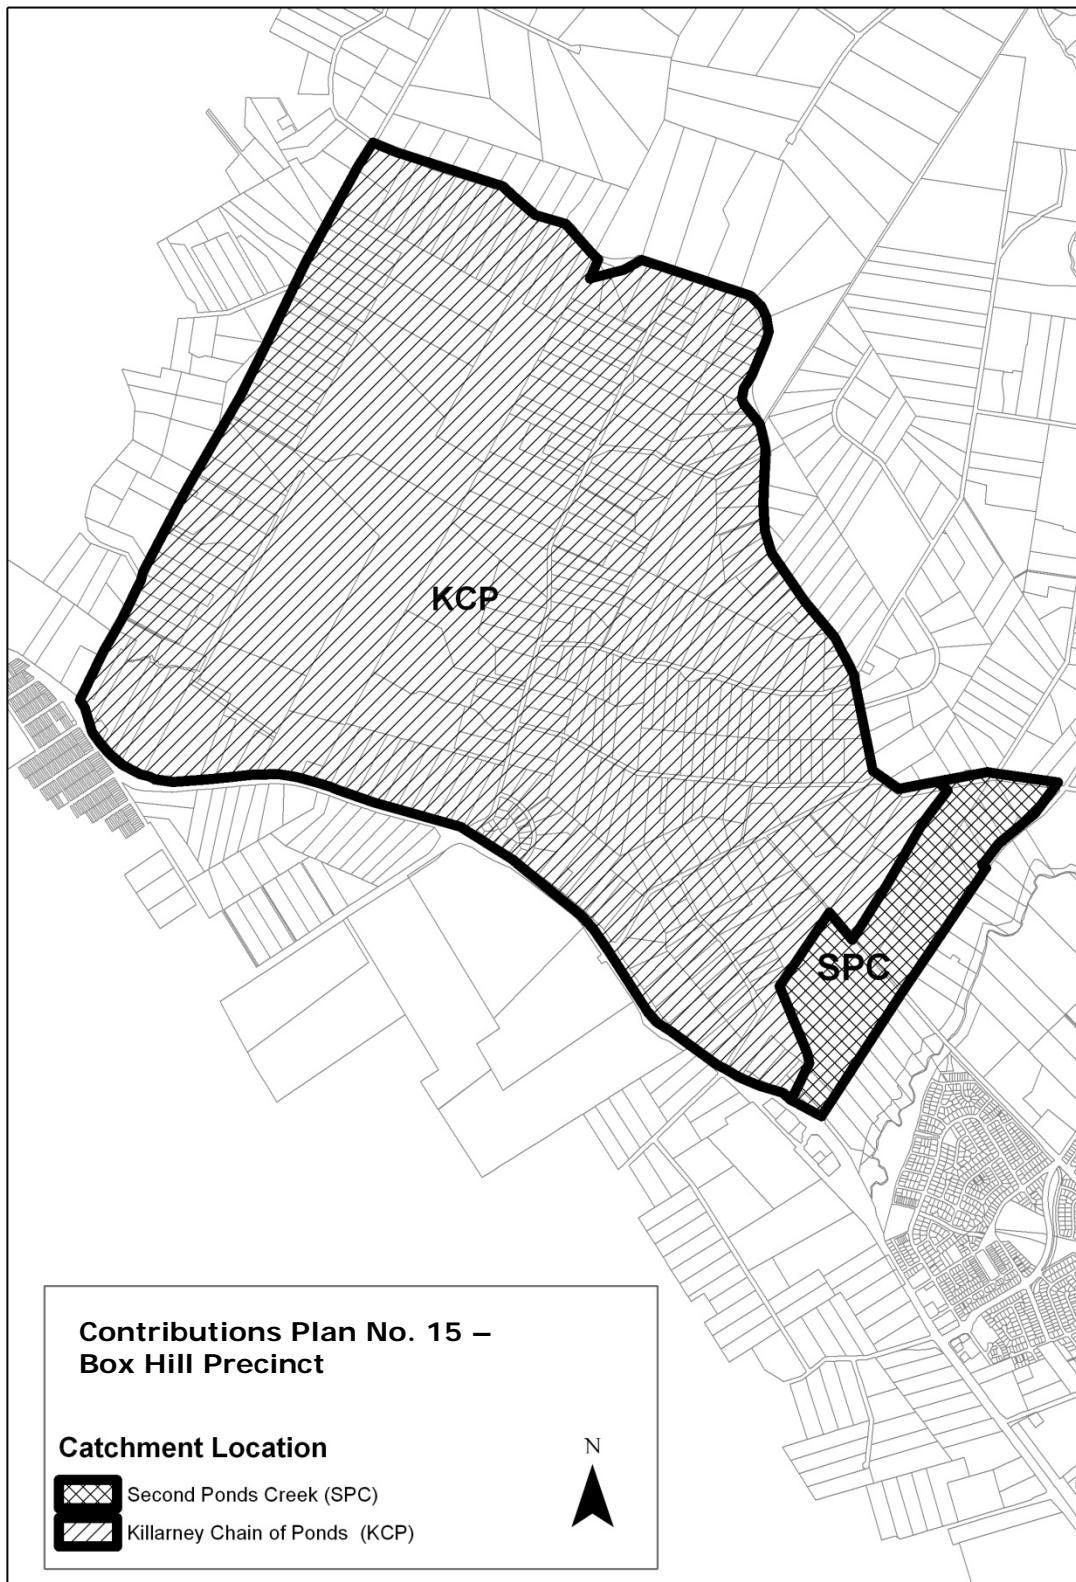 KCP
SPC
Contributions Plan No. 15 –
Box Hill Precinct
Catchment Location
N
Second Ponds Creek (SPC)
Killarney Chain of Ponds (KCP)